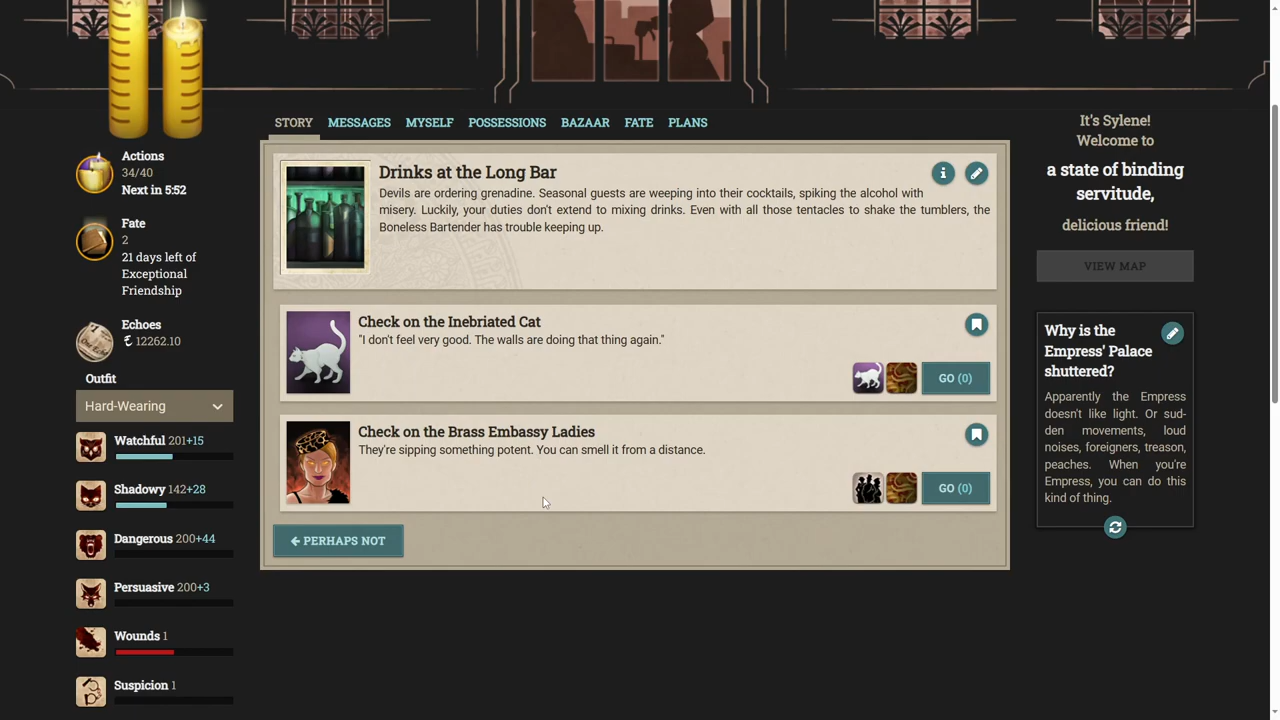 STORY
MESSAGES
MYSELF
POSSESSIONS
BAZAAR
FATE
PLANS
Actions
34/40
Next in 5:52
Fate
2
21 days left of
Exceptional
Friendship
Echoes
12262.10
Outfit
Hard-Wearing
Watchful 201+15
Shadowy 142+28
Dangerous 200+44
Persuasive 200+3
Wounds 1
Suspicion 1
Drinks at the Long Bar
Devils are ordering grenadine. Seasonal guests are weeping into their cocktails, spiking the alcohol with
misery. Luckily, your duties don't extend to mixing drinks. Even with all those tentacles to shake the tumblers, the
Boneless Bartender has trouble keeping up.
Check on the Inebriated Cat
"I don't feel very good. The walls are doing that thing again."
GO (0)
Check on the Brass Embassy Ladies
They're sipping something potent. You can smell it from a distance.
GO (0)
PERHAPS NOT
It's Sylene!
Welcome to
a state of binding
servitude,
delicious friend!
VIEW MAP
Why is the
Empress' Palace
shuttered?
Apparently the Empress
doesn't like light. Or sud-
den movements, loud
noises, foreigners, treason,
peaches. When you're
Empress, you can do this
kind of thing.